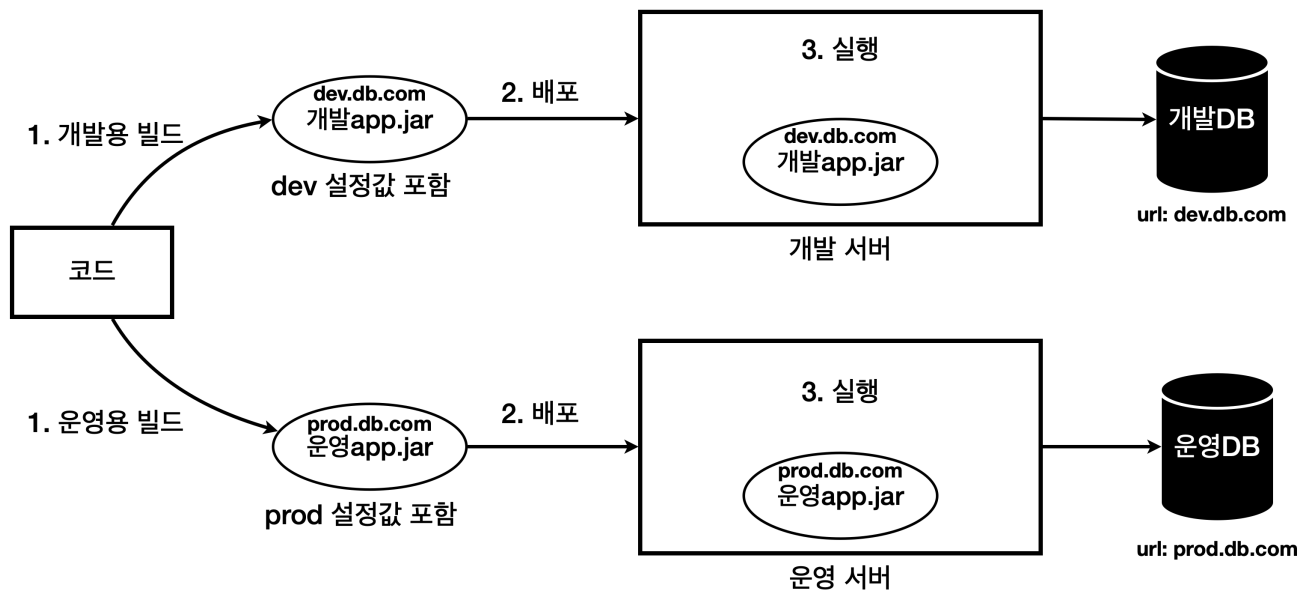 3. 실행
dev.db.com
개발app.jar
2. 배포
1. 개발용 빌드
dev.db.com
개발app.jar
개발DB
dev 설정값 포함
url: dev.db.com
개발 서버
코드
3. 실행
1. 운영용 빌드
prod.db.com
운영app.jar
2. 배포
prod.db.com
운영app.jar
운영DB
prod 설정값 포함
url: prod.db.com
운영 서버